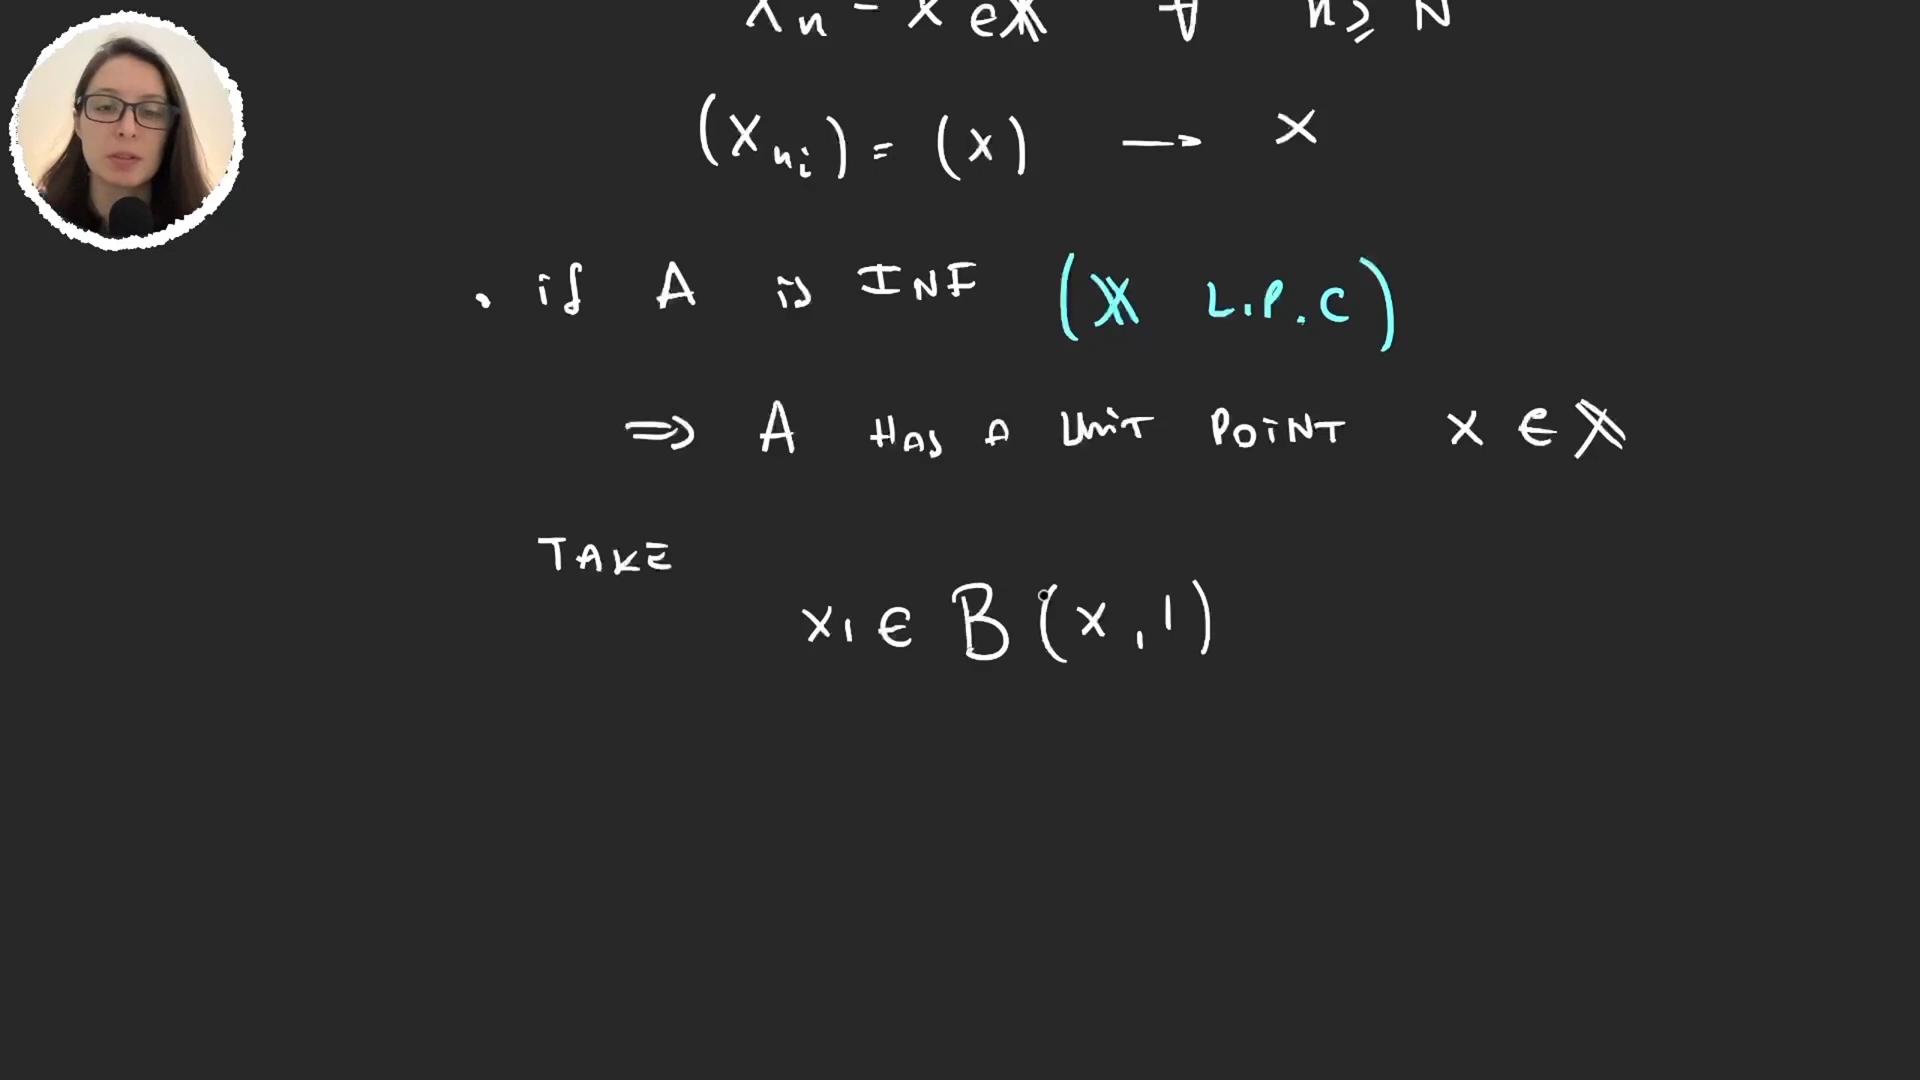 xₙ = x ∈ 𝕏 ∀ n ⩾ N
(xₙᵢ) = (x) → x
• if A is INF (𝕏 L.P.C)
⇒ A HAS A LIMIT POINT x ∈ 𝕏
TAKE
x₁ ∈ B(x, 1)